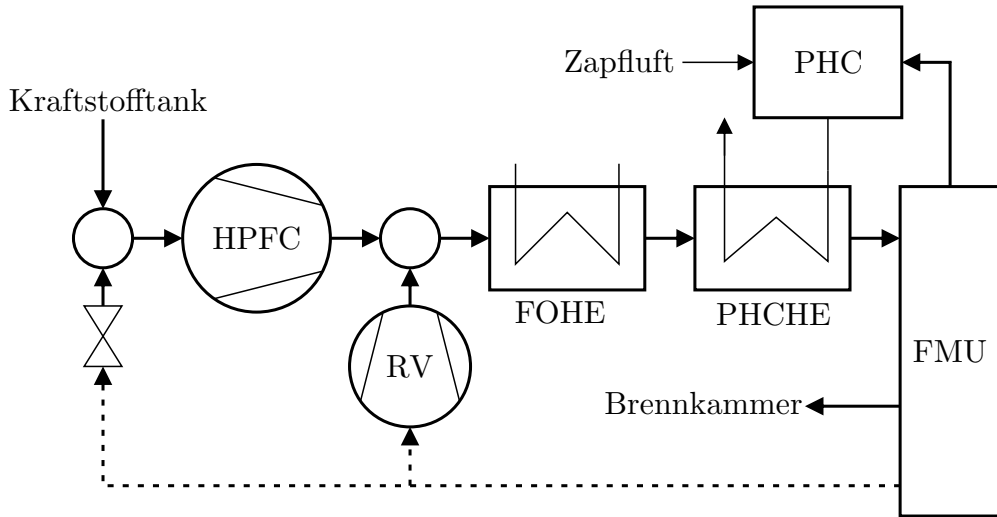 Zapfluft
PHC
Kraftstofftank
HPFC
FOHE
PHCHE
RV
FMU
Brennkammer